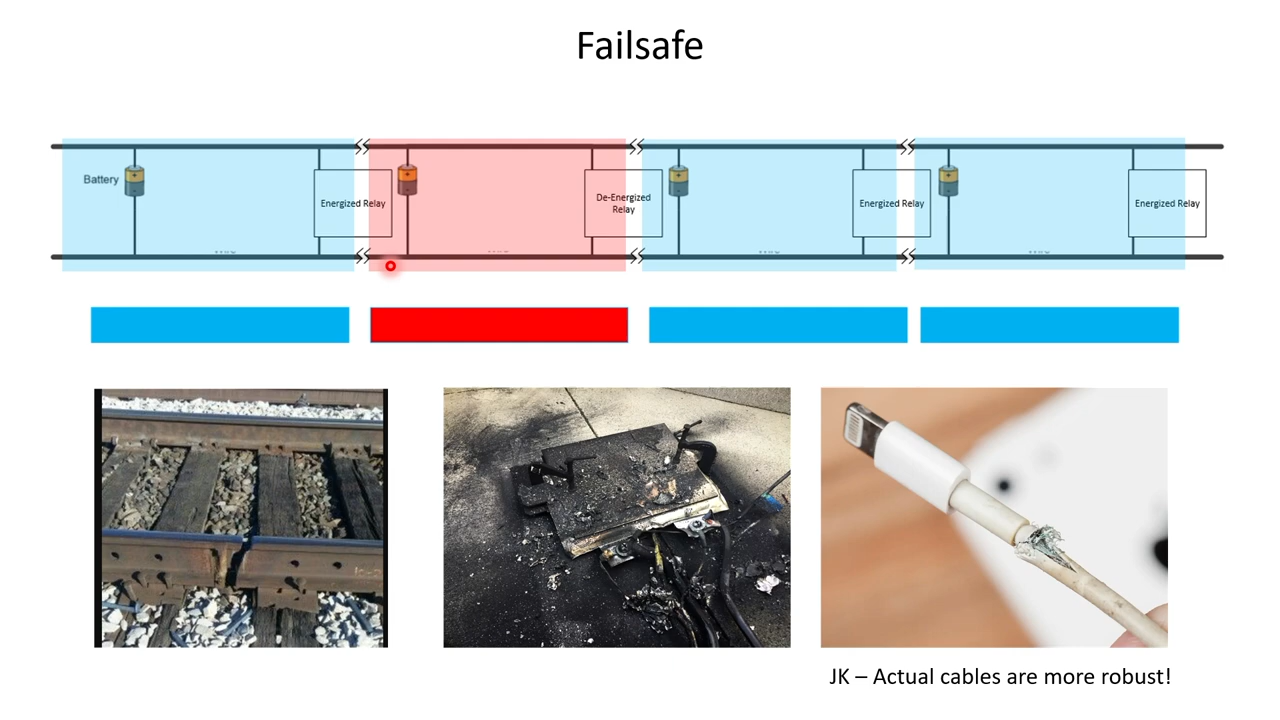 Failsafe
Battery
Energized Relay
De-Energized
Relay
Energized Relay
Energized Relay
JK – Actual cables are more robust!